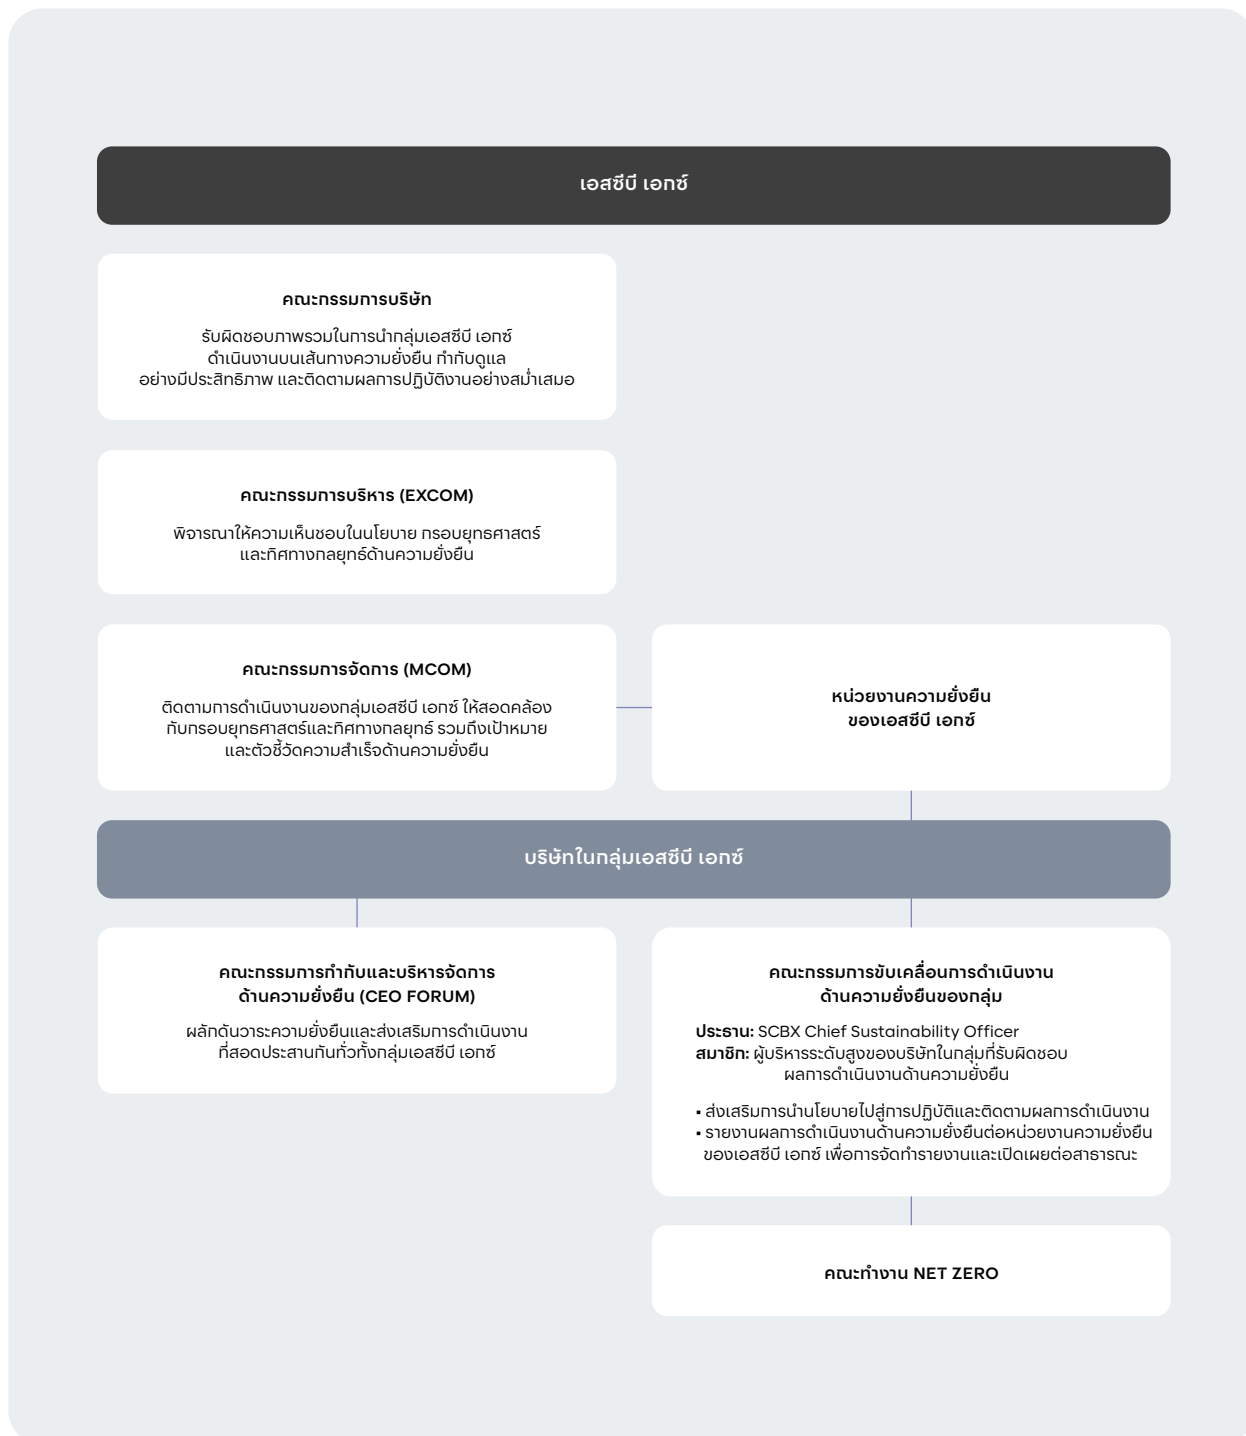 เอสซีบี เอกซ์
คณะกรรมการบริษัท
รับผิดชอบภาพรวมในการนำกลุ่มเอสซีบี เอกซ์
ดำเนินงานบนเส้นทางความยั่งยืน กำกับดูแล
อย่างมีประสิทธิภาพ และติดตามผลการปฏิบัติงานอย่างสม่ำเสมอ
คณะกรรมการบริหาร (EXCOM)
พิจารณาให้ความเห็นชอบในนโยบาย กรอบยุทธศาสตร์
และทิศทางกลยุทธ์ด้านความยั่งยืน
คณะกรรมการจัดการ (MCOM)
ติดตามการดำเนินงานของกลุ่มเอสซีบี เอกซ์ ให้สอดคล้อง
กับกรอบยุทธศาสตร์และทิศทางกลยุทธ์ รวมถึงเป้าหมาย
และตัวชี้วัดความสำเร็จด้านความยั่งยืน
หน่วยงานความยั่งยืน
ของเอสซีบี เอกซ์
บริษัทในกลุ่มเอสซีบี เอกซ์
คณะกรรมการกำกับและบริหารจัดการ
ด้านความยั่งยืน (CEO FORUM)
ผลักดันวาระความยั่งยืนและส่งเสริมการดำเนินงาน
ที่สอดประสานกันทั่วทั้งกลุ่มเอสซีบี เอกซ์
คณะกรรมการขับเคลื่อนการดำเนินงาน
ด้านความยั่งยืนของกลุ่ม
ประธาน: SCBX Chief Sustainability Officer
สมาชิก: ผู้บริหารระดับสูงของบริษัทในกลุ่มที่รับผิดชอบ
ผลการดำเนินงานด้านความยั่งยืน
▪ ส่งเสริมการนำนโยบายไปสู่การปฏิบัติและติดตามผลการดำเนินงาน
▪ รายงานผลการดำเนินงานด้านความยั่งยืนต่อหน่วยงานความยั่งยืน
ของเอสซีบี เอกซ์ เพื่อการจัดทำรายงานและเปิดเผยต่อสาธารณะ
คณะทำงาน NET ZERO